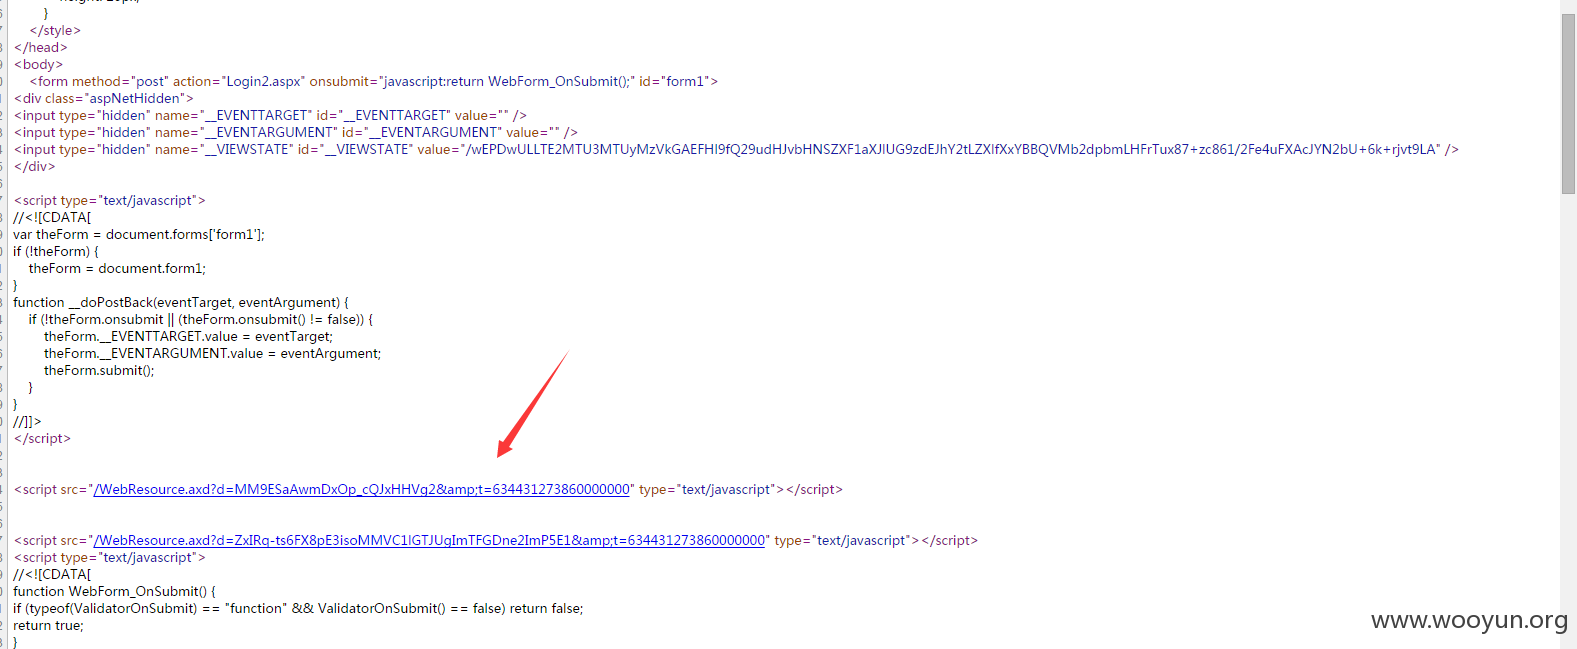 }
</style>
</head>
<body>
<form method="post" action="Login2.aspx" onsubmit="javascript:return WebForm_OnSubmit();" id="form1">
<div class="aspNetHidden">
<input type="hidden" name="__EVENTTARGET" id="__EVENTTARGET" value="" />
<input type="hidden" name="__EVENTARGUMENT" id="__EVENTARGUMENT" value="" />
<input type="hidden" name="__VIEWSTATE" id="__VIEWSTATE" value="/wEPDwULLTE2MTU3MTUyMzVkGAEFHl9fQ29udHJvbHNSZXF1aXJlUG9zdEJhY2tLZXlfXxYBBQVMb2dpbmLHFrTux87+zc861/2Fe4uFXAcJYN2bU+6k+rjvt9LA" />
</div>
<script type="text/javascript">
//<![CDATA[
var theForm = document.forms['form1'];
if (!theForm) {
theForm = document.form1;
}
function __doPostBack(eventTarget, eventArgument) {
if (!theForm.onsubmit || (theForm.onsubmit() != false)) {
theForm.__EVENTTARGET.value = eventTarget;
theForm.__EVENTARGUMENT.value = eventArgument;
theForm.submit();
}
}
//]]>
</script>
<script src="/WebResource.axd?d=MM9ESaAwmDxOp_cQJxHHVg2&amp;t=634431273860000000" type="text/javascript"></script>
<script src="/WebResource.axd?d=ZxIRq-ts6FX8pE3isoMMVC1lGTJUgImTFGDne2ImP5E1&amp;t=634431273860000000" type="text/javascript"></script>
<script type="text/javascript">
//<![CDATA[
function WebForm_OnSubmit() {
if (typeof(ValidatorOnSubmit) == "function" && ValidatorOnSubmit() == false) return false;
return true;
}
www.wooyun.org